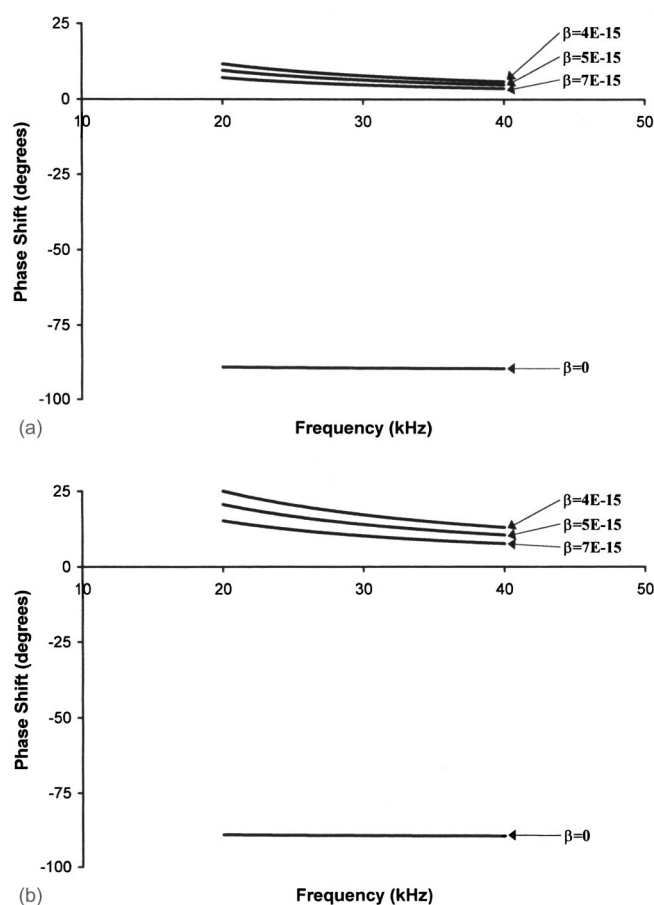 25
β=4E-15
β=5E-15
β=7E-15
0
10 20 30 40 50
-25
-50
-75
β=0
-100
Phase Shift (degrees)
Frequency (kHz)
(a)
25
β=4E-15
β=5E-15
β=7E-15
0
10 20 30 40 50
-25
-50
-75
β=0
-100
Phase Shift (degrees)
Frequency (kHz)
(b)